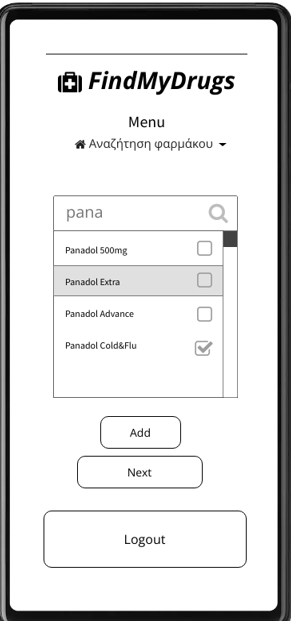 FindMyDrugs
Menu
Αναζήτηση φαρμάκου
pana
Panadol 500mg
Panadol Extra
Panadol Advance
Panadol Cold&Flu
Add
Next
Logout